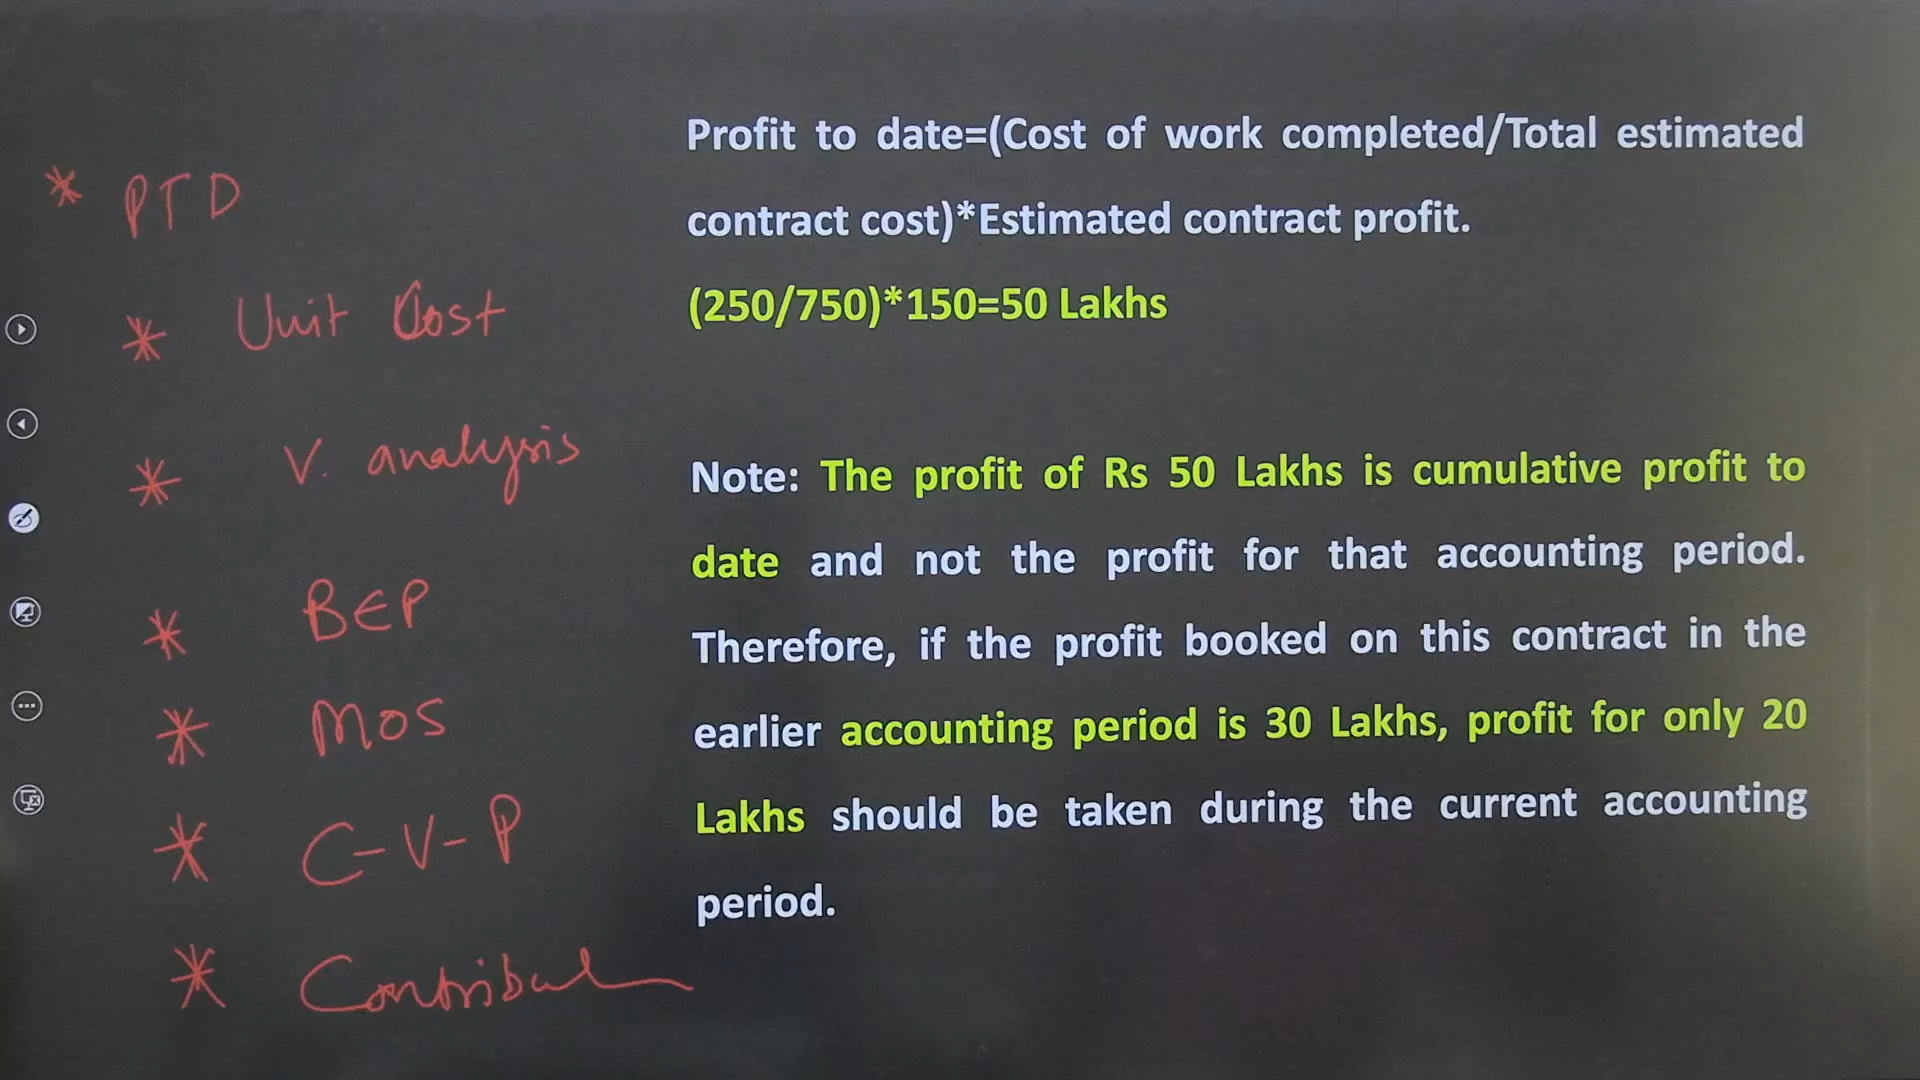 * PTD
* Unit Cost
* V. analysis
* BEP
* MOS
* C-V-P
*
Profit to date=(Cost of work completed/Total estimated
contract cost)*Estimated contract profit.
(250/750)*150=50 Lakhs
Note: The profit of Rs 50 Lakhs is cumulative profit to
date and not the profit for that accounting period.
Therefore, if the profit booked on this contract in the
earlier accounting period is 30 Lakhs, profit for only 20
Lakhs should be taken during the current accounting
period.